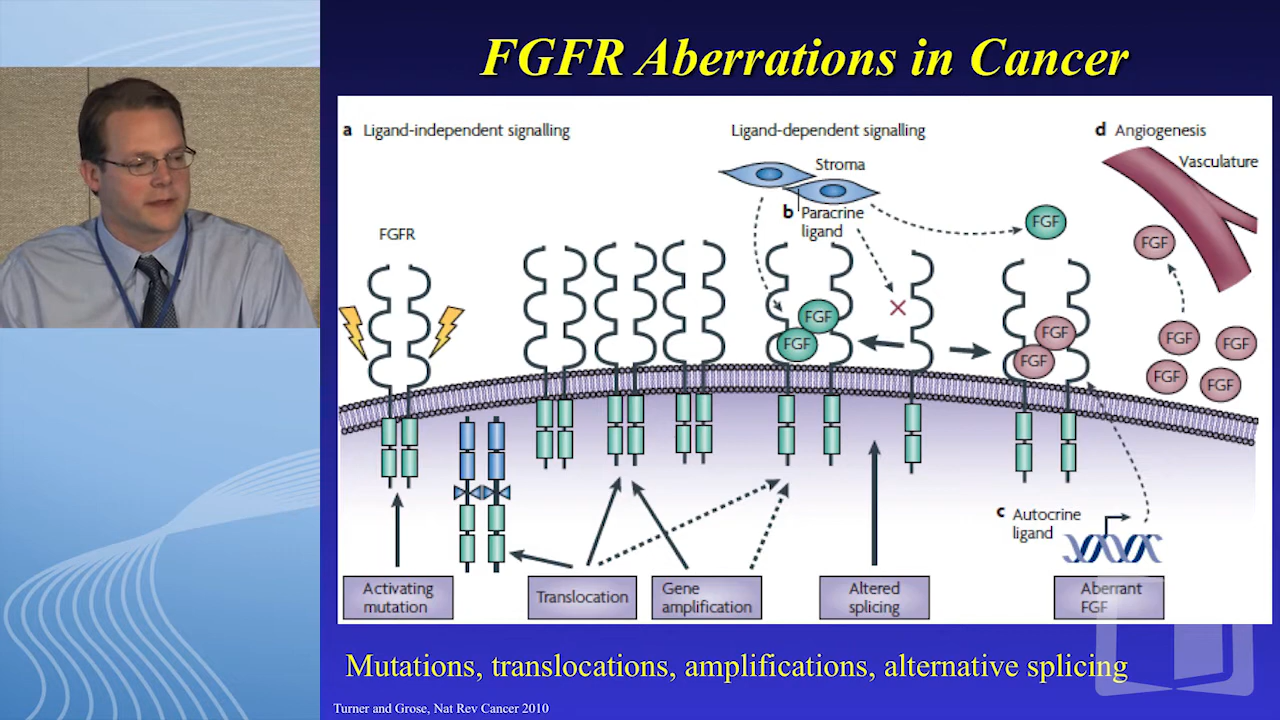 FGFR Aberrations in Cancer
a Ligand-independent signalling
Ligand-dependent signalling
d Angiogenesis
Stroma
Vasculature
b Paracrine
ligand
FGF
FGFR
FGF
FGF
FGF
FGF
FGF
FGF
FGF
FGF
FGF
c Autocrine
ligand
Activating
mutation
Translocation
Gene
amplification
Altered
splicing
Aberrant
FGF
Mutations, translocations, amplifications, alternative splicing
Turner and Grose, Nat Rev Cancer 2010